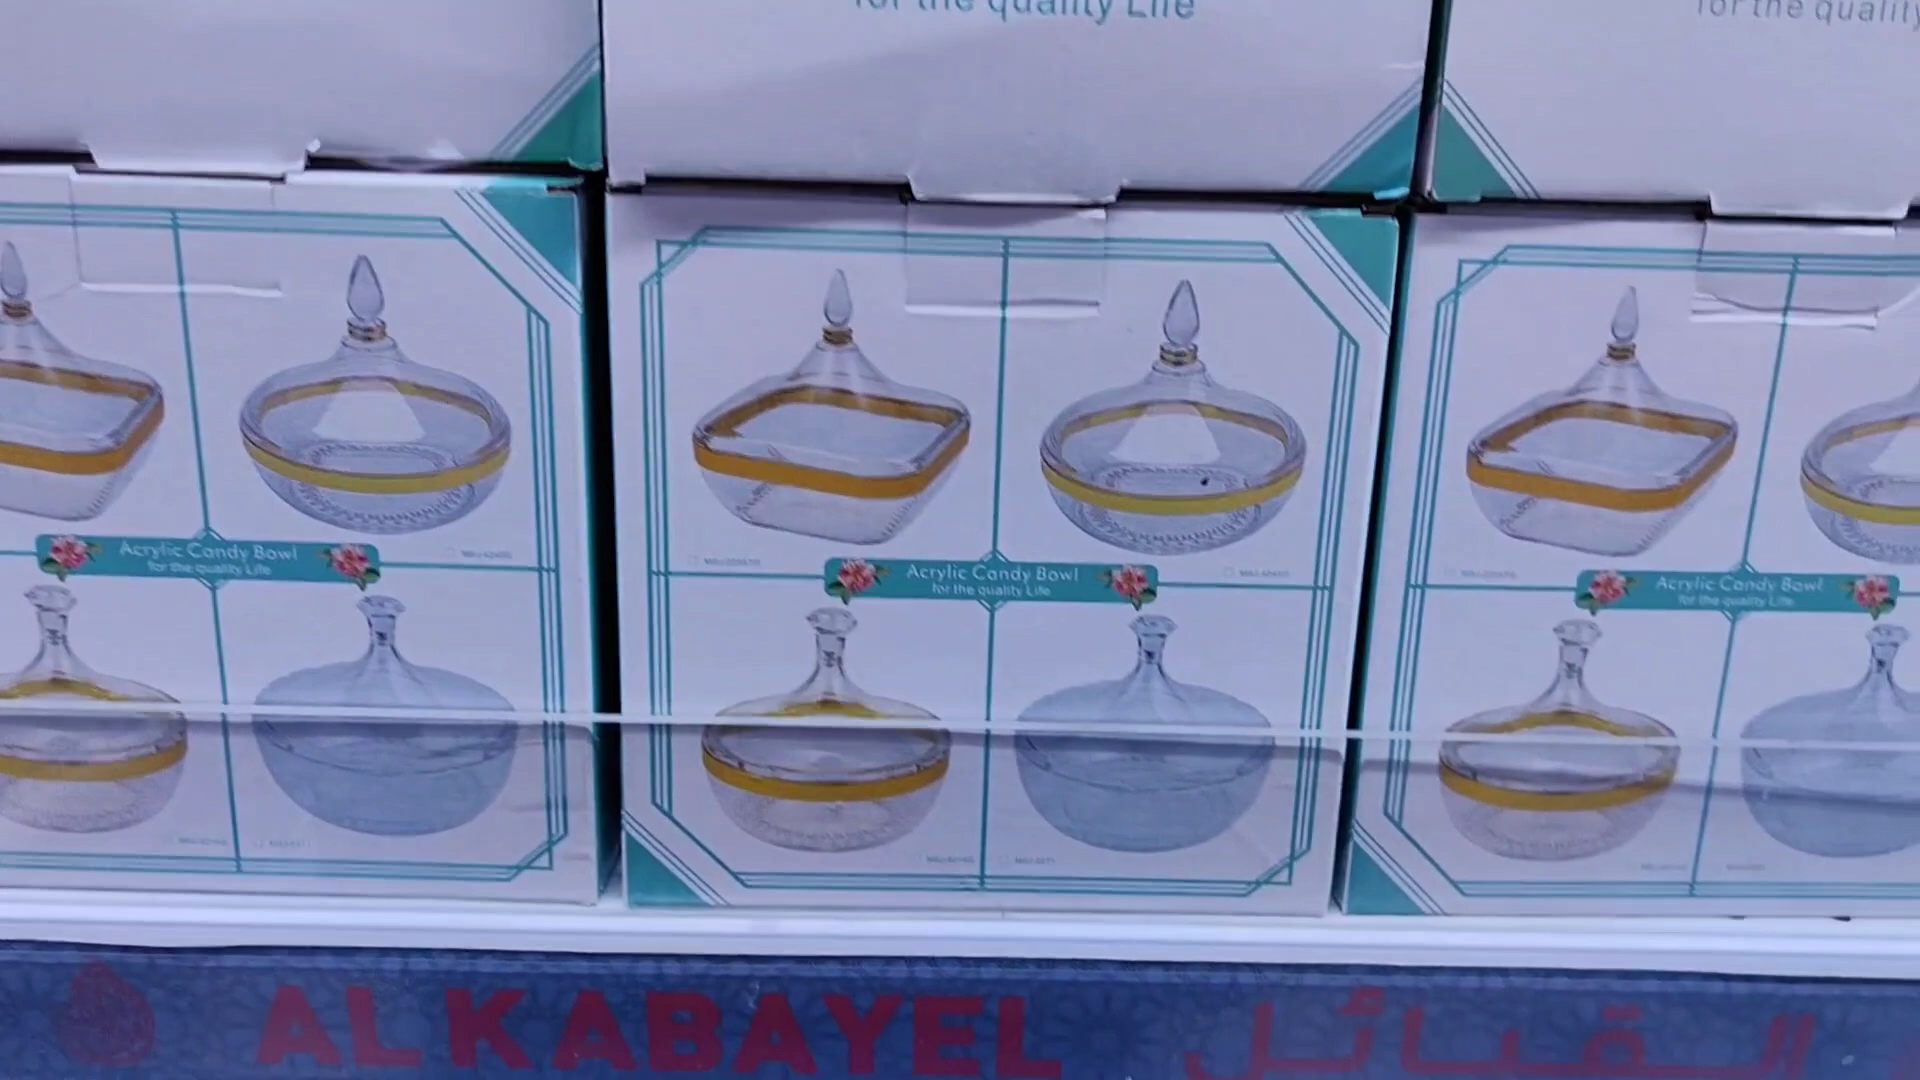 for the quality Life
for the quality
Acrylic Candy Bowl
for the quality Life
Acrylic Candy Bowl
for the quality Life
Acrylic Candy Bowl
for the quality Life
AL KABAYEL
القبائل